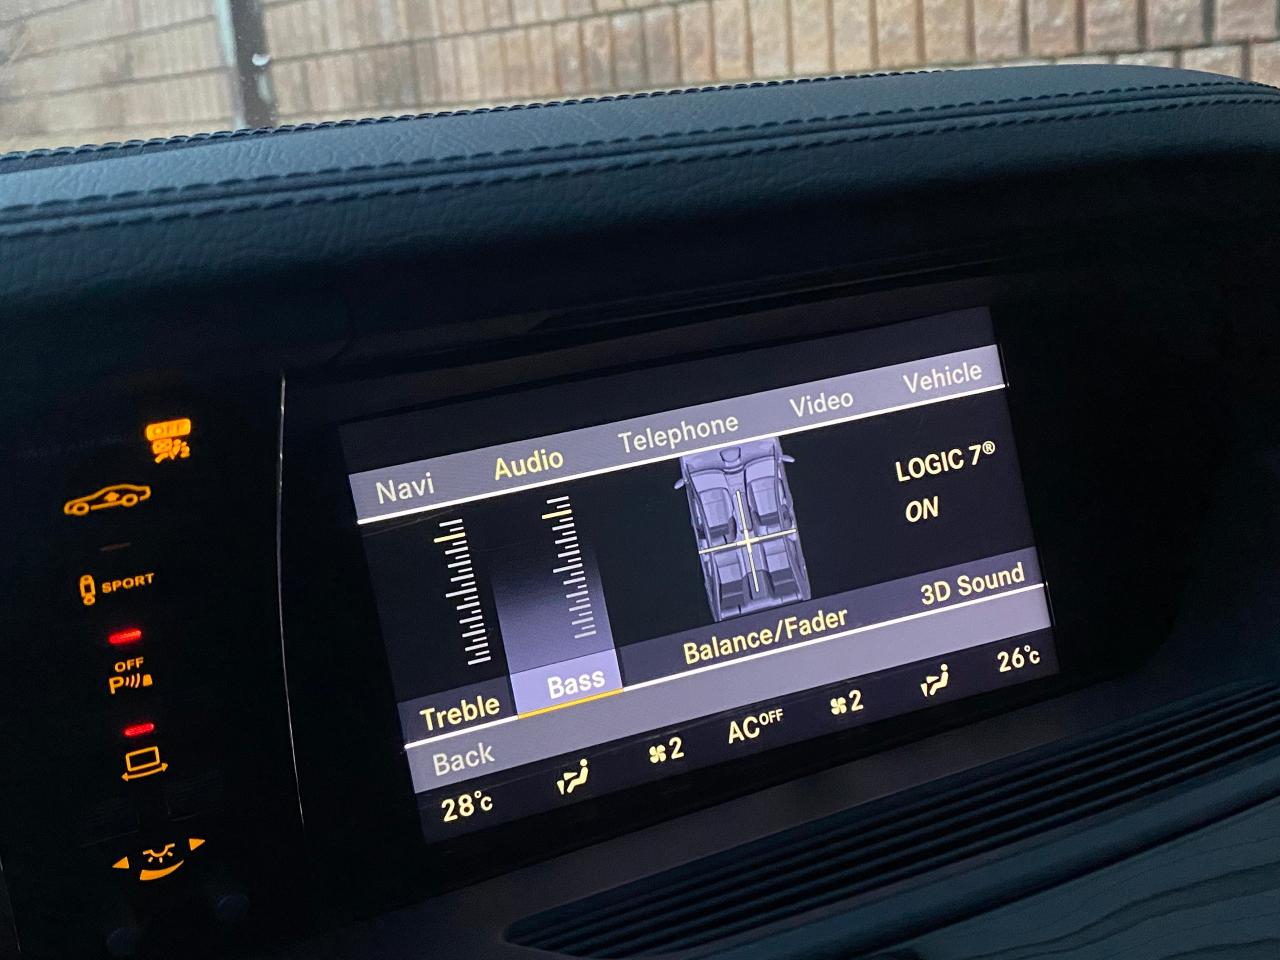 Navi Audio Telephone Video Vehicle
LOGIC 7®
ON
Treble Bass Balance/Fader 3D Sound
Back
28°c 2 AC OFF 2 26°c
OFF
SPORT
OFF
P